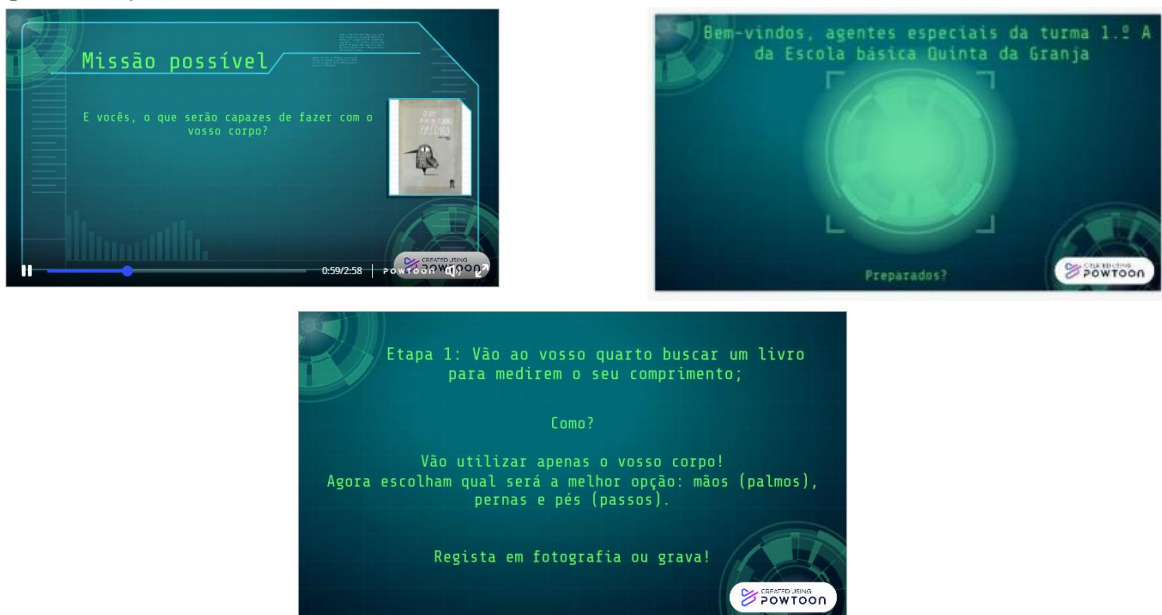 Missão possível
E vocês, o que serão capazes de fazer com o
vosso corpo?
PÁSSARO
CREATED USING
POWTOON
0:59/2:58
POWTOON
Bem-vindos, agentes especiais da turma 1.º A
da Escola básica Quinta da Granja
Preparados?
CREATED USING
POWTOON
Etapa 1: Vão ao vosso quarto buscar um livro
para medirem o seu comprimento;
Como?
Vão utilizar apenas o vosso corpo!
Agora escolham qual será a melhor opção: mãos (palmos),
pernas e pés (passos).
Regista em fotografia ou grava!
CREATED USING
POWTOON